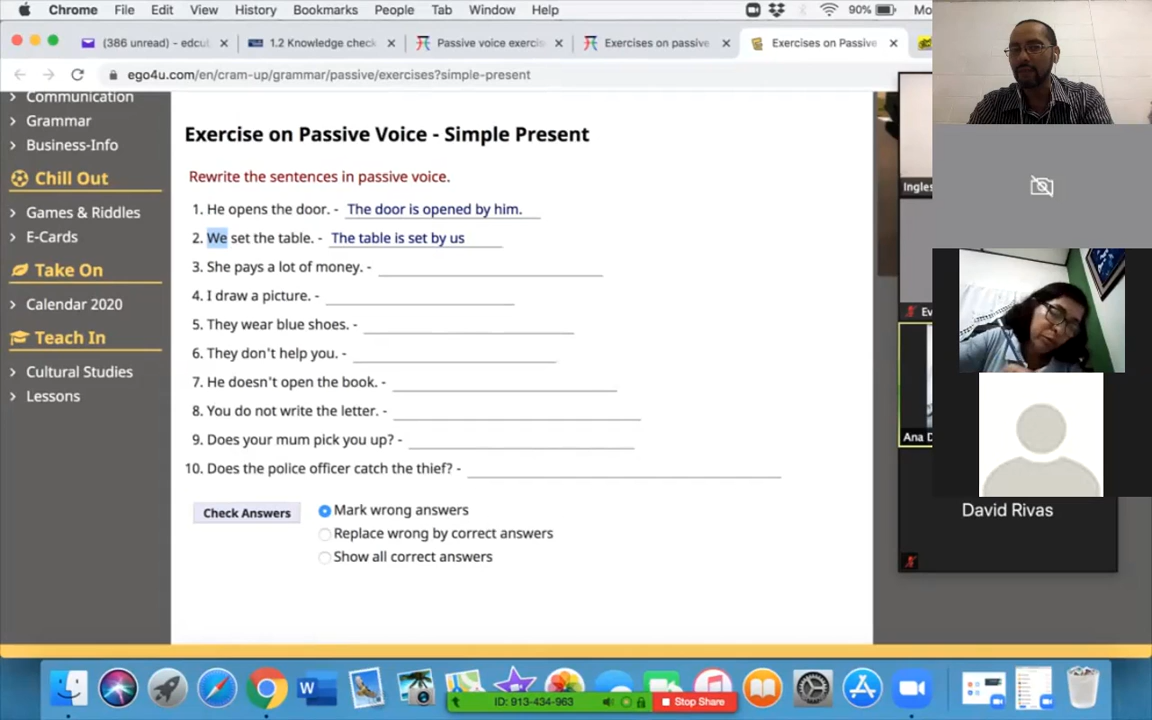 Chrome File Edit View History Bookmarks People Tab Window Help
90%
Mo
(386 unread) - edcut
1.2 Knowledge check
Passive voice exercis
Exercises on passive
Exercises on Passive
ego4u.com/en/cram-up/grammar/passive/exercises?simple-present
Communication
Grammar
Business-Info
Chill Out
Games & Riddles
E-Cards
Take On
Calendar 2020
Teach In
Cultural Studies
Lessons
Exercise on Passive Voice - Simple Present
Rewrite the sentences in passive voice.
1. He opens the door. - The door is opened by him.
2. We set the table. - The table is set by us
3. She pays a lot of money. -
4. I draw a picture. -
5. They wear blue shoes. -
6. They don't help you. -
7. He doesn't open the book. -
8. You do not write the letter. -
9. Does your mum pick you up? -
10. Does the police officer catch the thief? -
Check Answers
Mark wrong answers
Replace wrong by correct answers
Show all correct answers
Ingles
Ev
Ana D
David Rivas
ID: 913-434-963
Stop Share